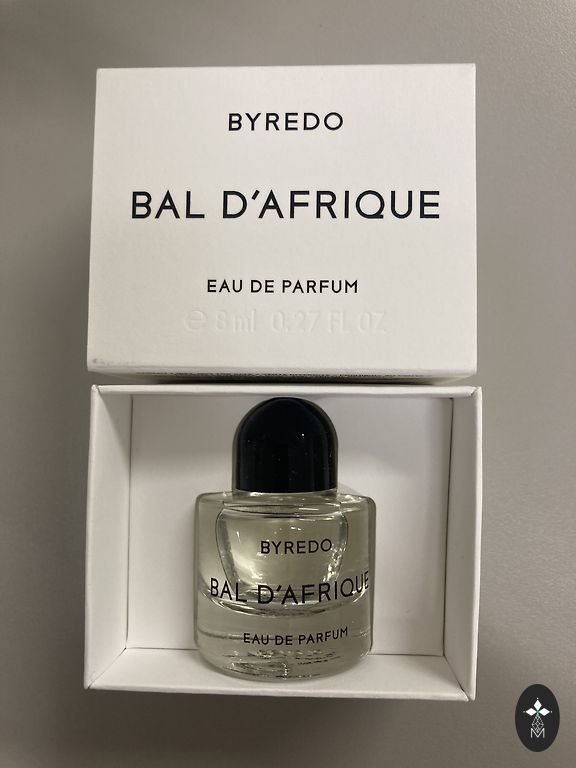 BYREDO
BAL D'AFRIQUE
EAU DE PARFUM
℮ 8 ml 0.27 FL OZ
BYREDO
BAL D'AFRIQUE
EAU DE PARFUM
M